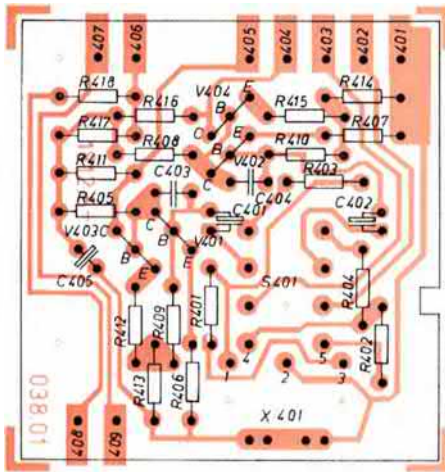 407 406 405 404 403 402 401
R418 V404 E R414
R416 B R415
R417 C E R407
R408 B R410
R411 C403 C V402 R403
R405 C C401 C404 C402
V403 C B V401
B E S401
C405 E R404
R401
R412 R409 4 5 R402
R413 R406 1 2 3
03801
X401
408 409